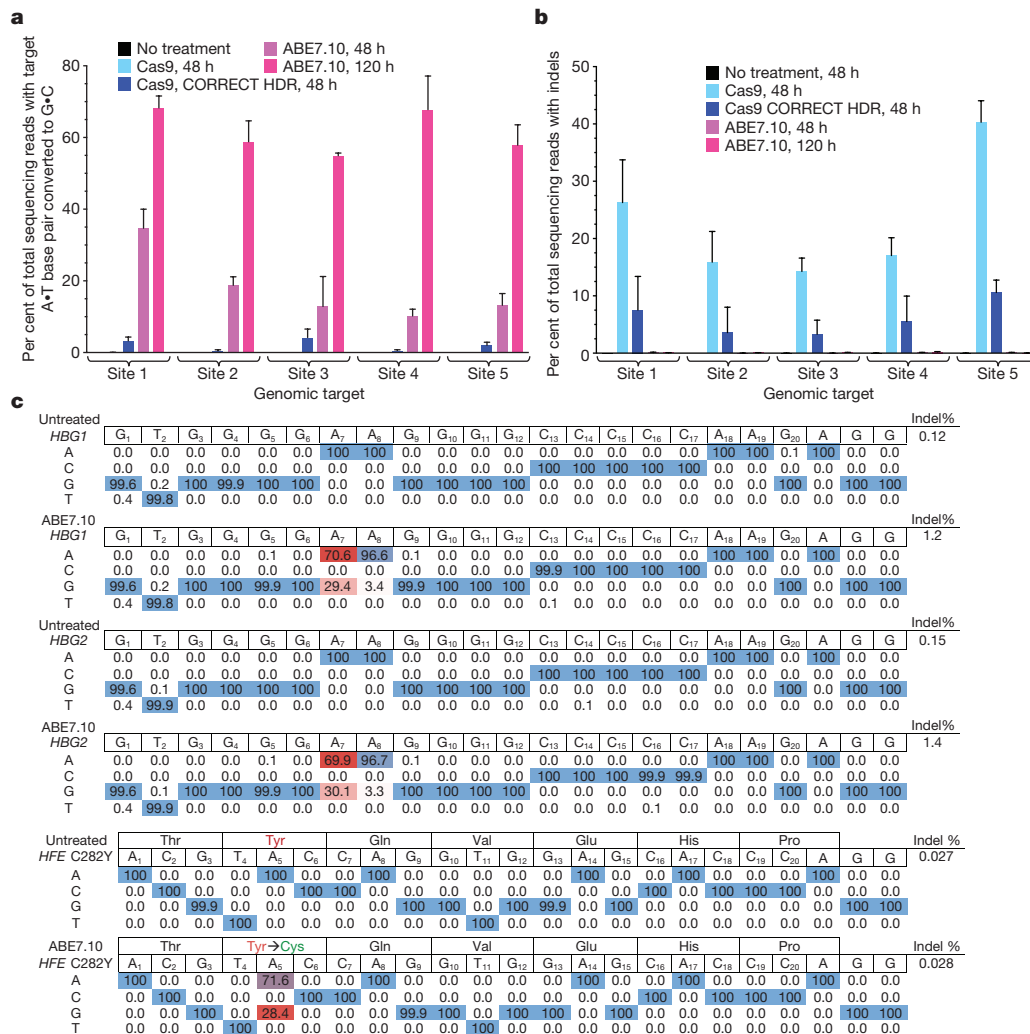 a
Per cent of total sequencing reads with target
A•T base pair converted to G•C
No treatment
Cas9, 48 h
Cas9, CORRECT HDR, 48 h
ABE7.10, 48 h
ABE7.10, 120 h
80
60
40
20
0
Site 1 Site 2 Site 3 Site 4 Site 5
Genomic target
b
Per cent of total sequencing reads with indels
No treatment, 48 h
Cas9, 48 h
Cas9 CORRECT HDR, 48 h
ABE7.10, 48 h
ABE7.10, 120 h
50
40
30
25
10
0
Site 1 Site 2 Site 3 Site 4 Site 5
Genomic target
c
Untreated Indel%
HBG1 G1 T2 G3 G4 G5 G6 A7 A8 G9 G10 G11 G12 C13 C14 C15 C16 C17 A18 A19 G20 A G G 0.12
A 0.0 0.0 0.0 0.0 0.0 0.0 100 100 0.0 0.0 0.0 0.0 0.0 0.0 0.0 0.0 0.0 100 100 0.1 100 0.0 0.0
C 0.0 0.0 0.0 0.0 0.0 0.0 0.0 0.0 0.0 0.0 0.0 0.0 100 100 100 100 100 0.0 0.0 0.0 0.0 0.0 0.0
G 99.6 0.2 100 99.9 100 100 0.0 0.0 100 100 100 100 0.0 0.0 0.0 0.0 0.0 0.0 0.0 100 0.0 100 100
T 0.4 99.8 0.0 0.0 0.0 0.0 0.0 0.0 0.0 0.0 0.0 0.0 0.0 0.0 0.0 0.0 0.0 0.0 0.0 0.0 0.0 0.0 0.0
ABE7.10 Indel%
HBG1 G1 T2 G3 G4 G5 G6 A7 A8 G9 G10 G11 G12 C13 C14 C15 C16 C17 A18 A19 G20 A G G 1.2
A 0.0 0.0 0.0 0.0 0.1 0.0 70.6 96.6 0.1 0.0 0.0 0.0 0.0 0.0 0.0 0.0 0.0 100 100 0.0 100 0.0 0.0
C 0.0 0.0 0.0 0.0 0.0 0.0 0.0 0.0 0.0 0.0 0.0 0.0 99.9 100 100 100 100 0.0 0.0 0.0 0.0 0.0 0.0
G 99.6 0.2 100 100 99.9 100 29.4 3.4 99.9 100 100 100 0.0 0.0 0.0 0.0 0.0 0.0 0.0 100 0.0 100 100
T 0.4 99.8 0.0 0.0 0.0 0.0 0.0 0.0 0.0 0.0 0.0 0.0 0.1 0.0 0.0 0.0 0.0 0.0 0.0 0.0 0.0 0.0 0.0
Untreated Indel%
HBG2 G1 T2 G3 G4 G5 G6 A7 A8 G9 G10 G11 G12 C13 C14 C15 C16 C17 A18 A19 G20 A G G 0.15
A 0.0 0.0 0.0 0.0 0.0 0.0 100 100 0.0 0.0 0.0 0.0 0.0 0.0 0.0 0.0 0.0 100 100 0.0 100 0.0 0.0
C 0.0 0.0 0.0 0.0 0.0 0.0 0.0 0.0 0.0 0.0 0.0 0.0 100 100 100 100 100 0.0 0.0 0.0 0.0 0.0 0.0
G 99.6 0.1 100 100 100 100 0.0 0.0 100 100 100 100 0.0 0.0 0.0 0.0 0.0 0.0 0.0 100 0.0 100 100
T 0.4 99.9 0.0 0.0 0.0 0.0 0.0 0.0 0.0 0.0 0.0 0.0 0.0 0.1 0.0 0.0 0.0 0.0 0.0 0.0 0.0 0.0 0.0
ABE7.10 Indel%
HBG2 G1 T2 G3 G4 G5 G6 A7 A8 G9 G10 G11 G12 C13 C14 C15 C16 C17 A18 A19 G20 A G G 1.4
A 0.0 0.0 0.0 0.0 0.1 0.0 69.9 96.7 0.1 0.0 0.0 0.0 0.0 0.0 0.0 0.0 0.0 100 100 0.0 100 0.0 0.0
C 0.0 0.0 0.0 0.0 0.0 0.0 0.0 0.0 0.0 0.0 0.0 0.0 100 100 100 99.9 99.9 0.0 0.0 0.0 0.0 0.0 0.0
G 99.6 0.1 100 100 99.9 100 30.1 3.3 100 100 100 100 0.0 0.0 0.0 0.0 0.0 0.0 0.0 100 0.0 100 100
T 0.4 99.9 0.0 0.0 0.0 0.0 0.0 0.0 0.0 0.0 0.0 0.0 0.0 0.0 0.0 0.1 0.0 0.0 0.0 0.0 0.0 0.0 0.0
Untreated Thr Tyr Gln Val Glu His Pro Indel %
HFE C282Y A1 C2 G3 T4 A5 C6 C7 A8 G9 G10 T11 G12 G13 A14 G15 C16 A17 C18 C19 C20 A G G 0.027
A 100 0.0 0.0 0.0 100 0.0 0.0 100 0.0 0.0 0.0 0.0 0.0 100 0.0 0.0 100 0.0 0.0 0.0 100 0.0 0.0
C 0.0 100 0.0 0.0 0.0 100 100 0.0 0.0 0.0 0.0 0.0 0.0 0.0 0.0 100 0.0 100 100 100 0.0 0.0 0.0
G 0.0 0.0 99.9 0.0 0.0 0.0 0.0 0.0 100 100 0.0 100 99.9 0.0 100 0.0 0.0 0.0 0.0 0.0 0.0 100 100
T 0.0 0.0 0.0 100 0.0 0.0 0.0 0.0 0.0 0.0 100 0.0 0.0 0.0 0.0 0.0 0.0 0.0 0.0 0.0 0.0 0.0 0.0
ABE7.10 Thr Tyr→Cys Gln Val Glu His Pro Indel %
HFE C282Y A1 C2 G3 T4 A5 C6 C7 A8 G9 G10 T11 G12 G13 A14 G15 C16 A17 C18 C19 C20 A G G 0.028
A 100 0.0 0.0 0.0 71.6 0.0 0.0 100 0.0 0.0 0.0 0.0 0.0 100 0.0 0.0 100 0.0 0.0 0.0 100 0.0 0.0
C 0.0 100 0.0 0.0 0.0 100 100 0.0 0.0 0.0 0.0 0.0 0.0 0.0 0.0 100 0.0 100 100 100 0.0 0.0 0.0
G 0.0 0.0 100 0.0 28.4 0.0 0.0 0.0 99.9 100 0.0 100 100 0.0 100 0.0 0.0 0.0 0.0 0.0 0.0 100 100
T 0.0 0.0 0.0 100 0.0 0.0 0.0 0.0 0.0 0.0 100 0.0 0.0 0.0 0.0 0.0 0.0 0.0 0.0 0.0 0.0 0.0 0.0